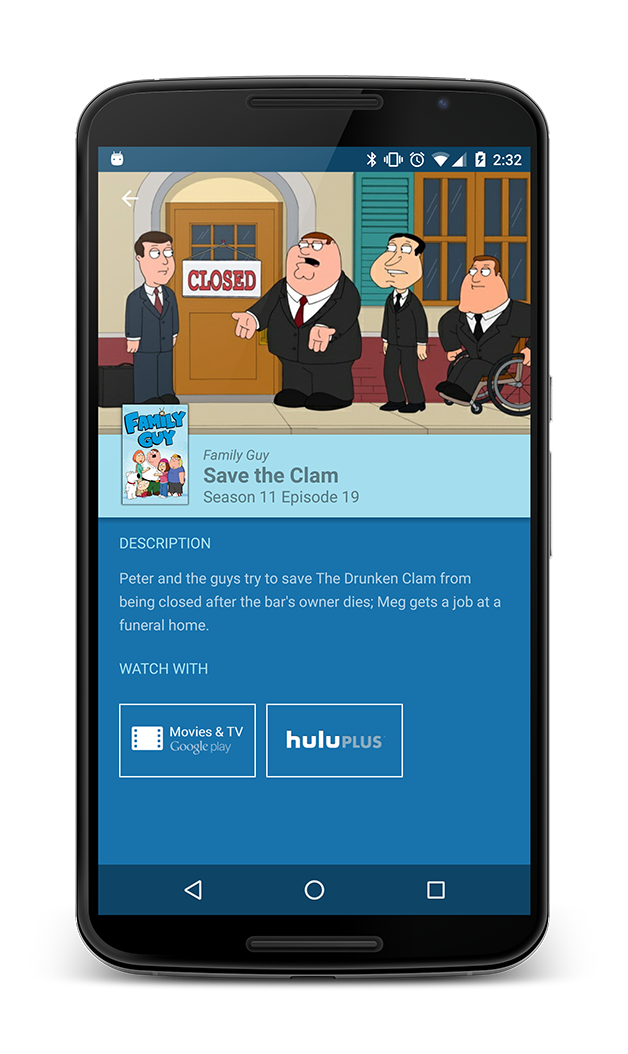 2:32
CLOSED
FAMILY
GUY
Family Guy
Save the Clam
Season 11 Episode 19
DESCRIPTION
Peter and the guys try to save The Drunken Clam from
being closed after the bar's owner dies; Meg gets a job at a
funeral home.
WATCH WITH
Movies & TV
Google play
huluPLUS